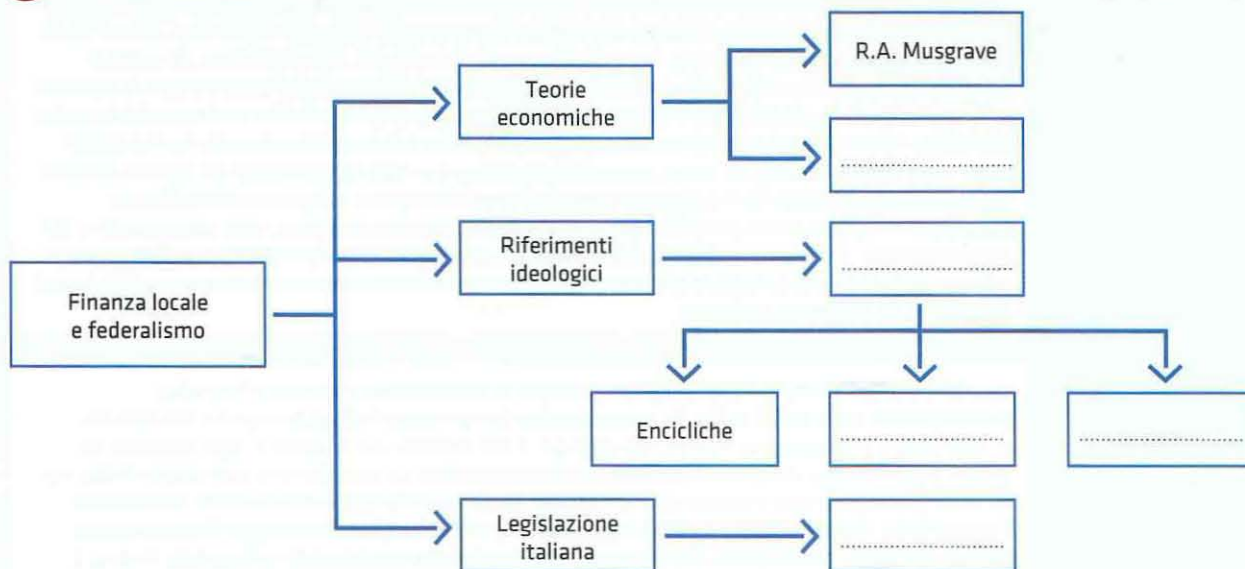 R.A. Musgrave
Teorie
economiche
Riferimenti
ideologici
Finanza locale
e federalismo
Encicliche
Legislazione
italiana